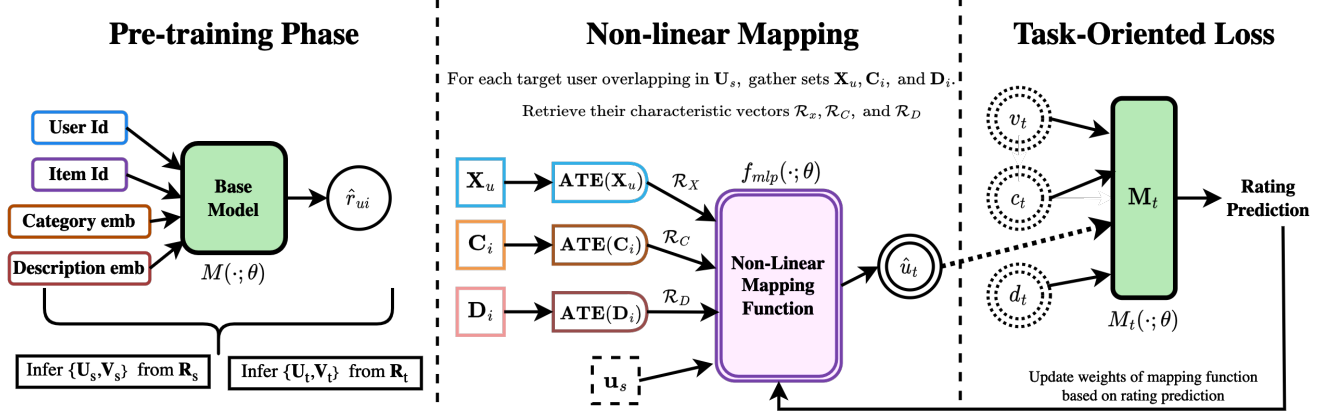 Pre-training Phase
User Id
Item Id
Category emb
Description emb
Base
Model
M(·;θ)
r̂ui
Infer {Us,Vs} from Rs
Infer {Ut,Vt} from Rt
Non-linear Mapping
For each target user overlapping in Us, gather sets Xu, Ci, and Di.
Retrieve their characteristic vectors Rx, RC, and RD
Xu
ATE(Xu)
RX
Ci
ATE(Ci)
RC
Di
ATE(Di)
RD
us
fmlp(·;θ)
Non-Linear
Mapping
Function
ût
Task-Oriented Loss
vt
ct
dt
Mt
Mt(·;θ)
Rating
Prediction
Update weights of mapping function
based on rating prediction